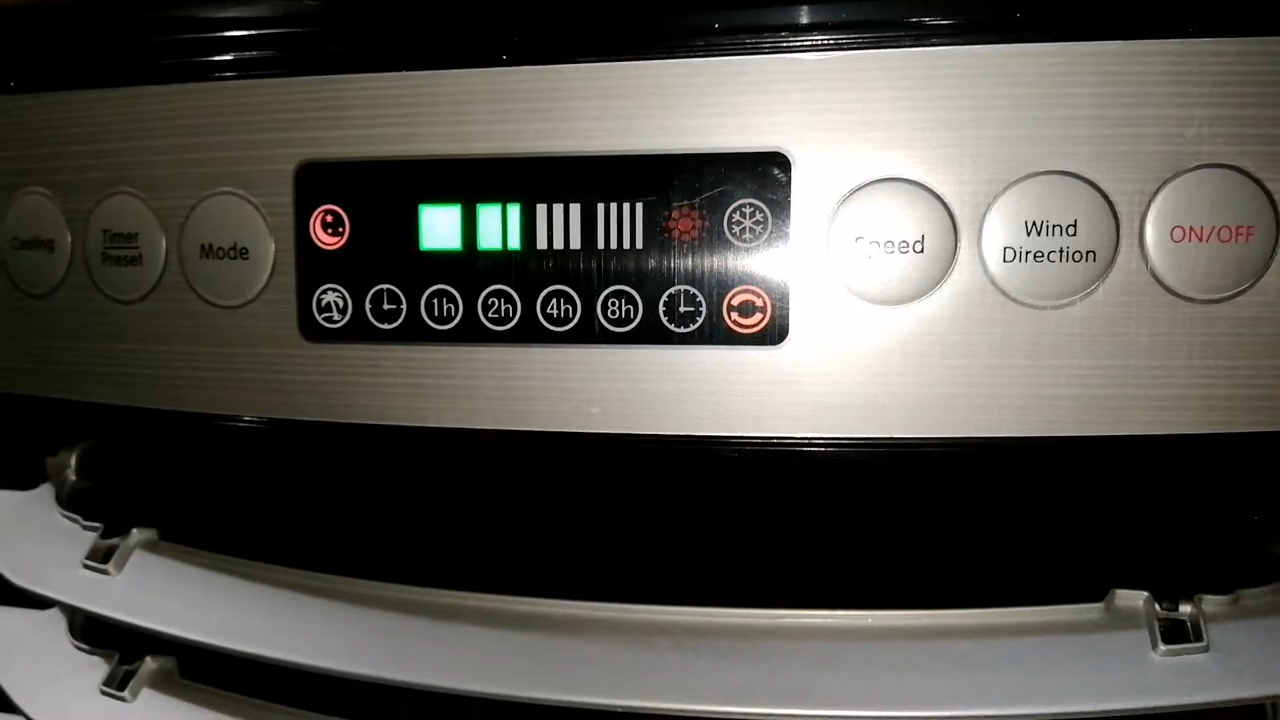 Cooling
Timer
Preset
Mode
1h
2h
4h
8h
Speed
Wind
Direction
ON/OFF